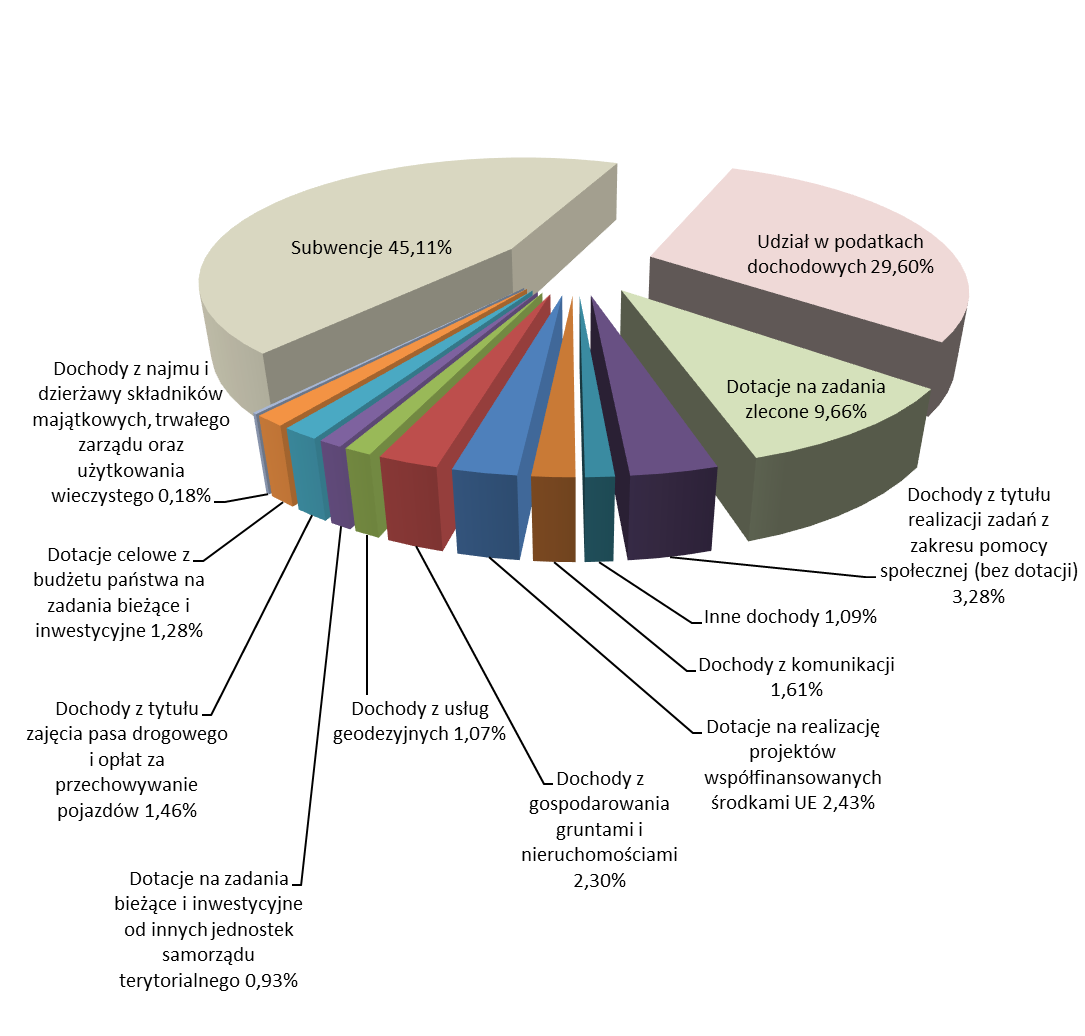 Subwencje 45,11%
Udział w podatkach
dochodowych 29,60%
Dotacje na zadania
zlecone 9,66%
Dochody z tytułu
realizacji zadań z
zakresu pomocy
społecznej (bez dotacji)
3,28%
Inne dochody 1,09%
Dochody z komunikacji
1,61%
Dotacje na realizację
projektów
współfinansowanych
środkami UE 2,43%
Dochody z
gospodarowania
gruntami i
nieruchomościami
2,30%
Dochody z usług
geodezyjnych 1,07%
Dotacje na zadania
bieżące i inwestycyjne
od innych jednostek
samorządu
terytorialnego 0,93%
Dochody z tytułu
zajęcia pasa drogowego
i opłat za
przechowywanie
pojazdów 1,46%
Dotacje celowe z
budżetu państwa na
zadania bieżące i
inwestycyjne 1,28%
Dochody z najmu i
dzierżawy składników
majątkowych, trwałego
zarządu oraz
użytkowania
wieczystego 0,18%